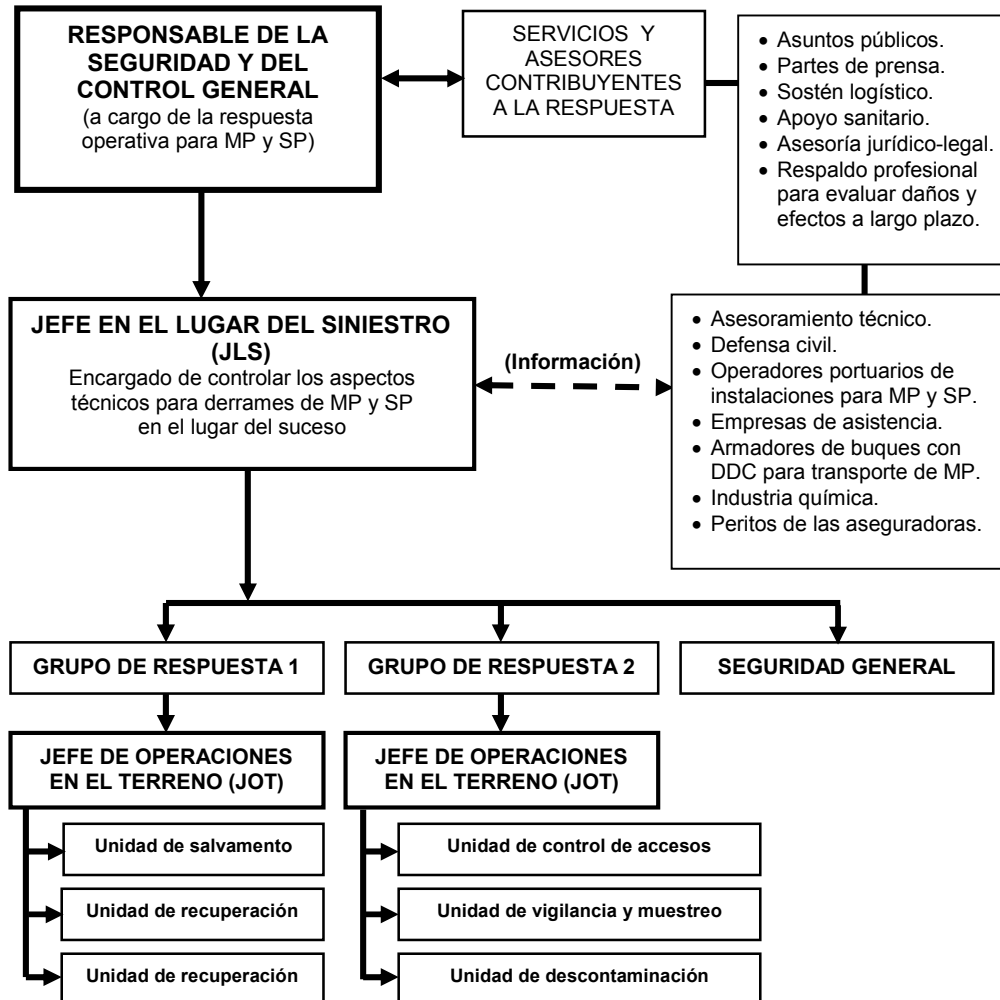 RESPONSABLE DE LA
SEGURIDAD Y DEL
CONTROL GENERAL
(a cargo de la respuesta
operativa para MP y SP)
SERVICIOS Y
ASESORES
CONTRIBUYENTES
A LA RESPUESTA
• Asuntos públicos.
• Partes de prensa.
• Sostén logístico.
• Apoyo sanitario.
• Asesoría jurídico-legal.
• Respaldo profesional
para evaluar daños y
efectos a largo plazo.
JEFE EN EL LUGAR DEL SINIESTRO
(JLS)
Encargado de controlar los aspectos
técnicos para derrames de MP y SP
en el lugar del suceso
(Información)
• Asesoramiento técnico.
• Defensa civil.
• Operadores portuarios de
instalaciones para MP y SP.
• Empresas de asistencia.
• Armadores de buques con
DDC para transporte de MP.
• Industria química.
• Peritos de las aseguradoras.
GRUPO DE RESPUESTA 1
GRUPO DE RESPUESTA 2
SEGURIDAD GENERAL
JEFE DE OPERACIONES
EN EL TERRENO (JOT)
JEFE DE OPERACIONES
EN EL TERRENO (JOT)
Unidad de salvamento
Unidad de control de accesos
Unidad de recuperación
Unidad de vigilancia y muestreo
Unidad de recuperación
Unidad de descontaminación